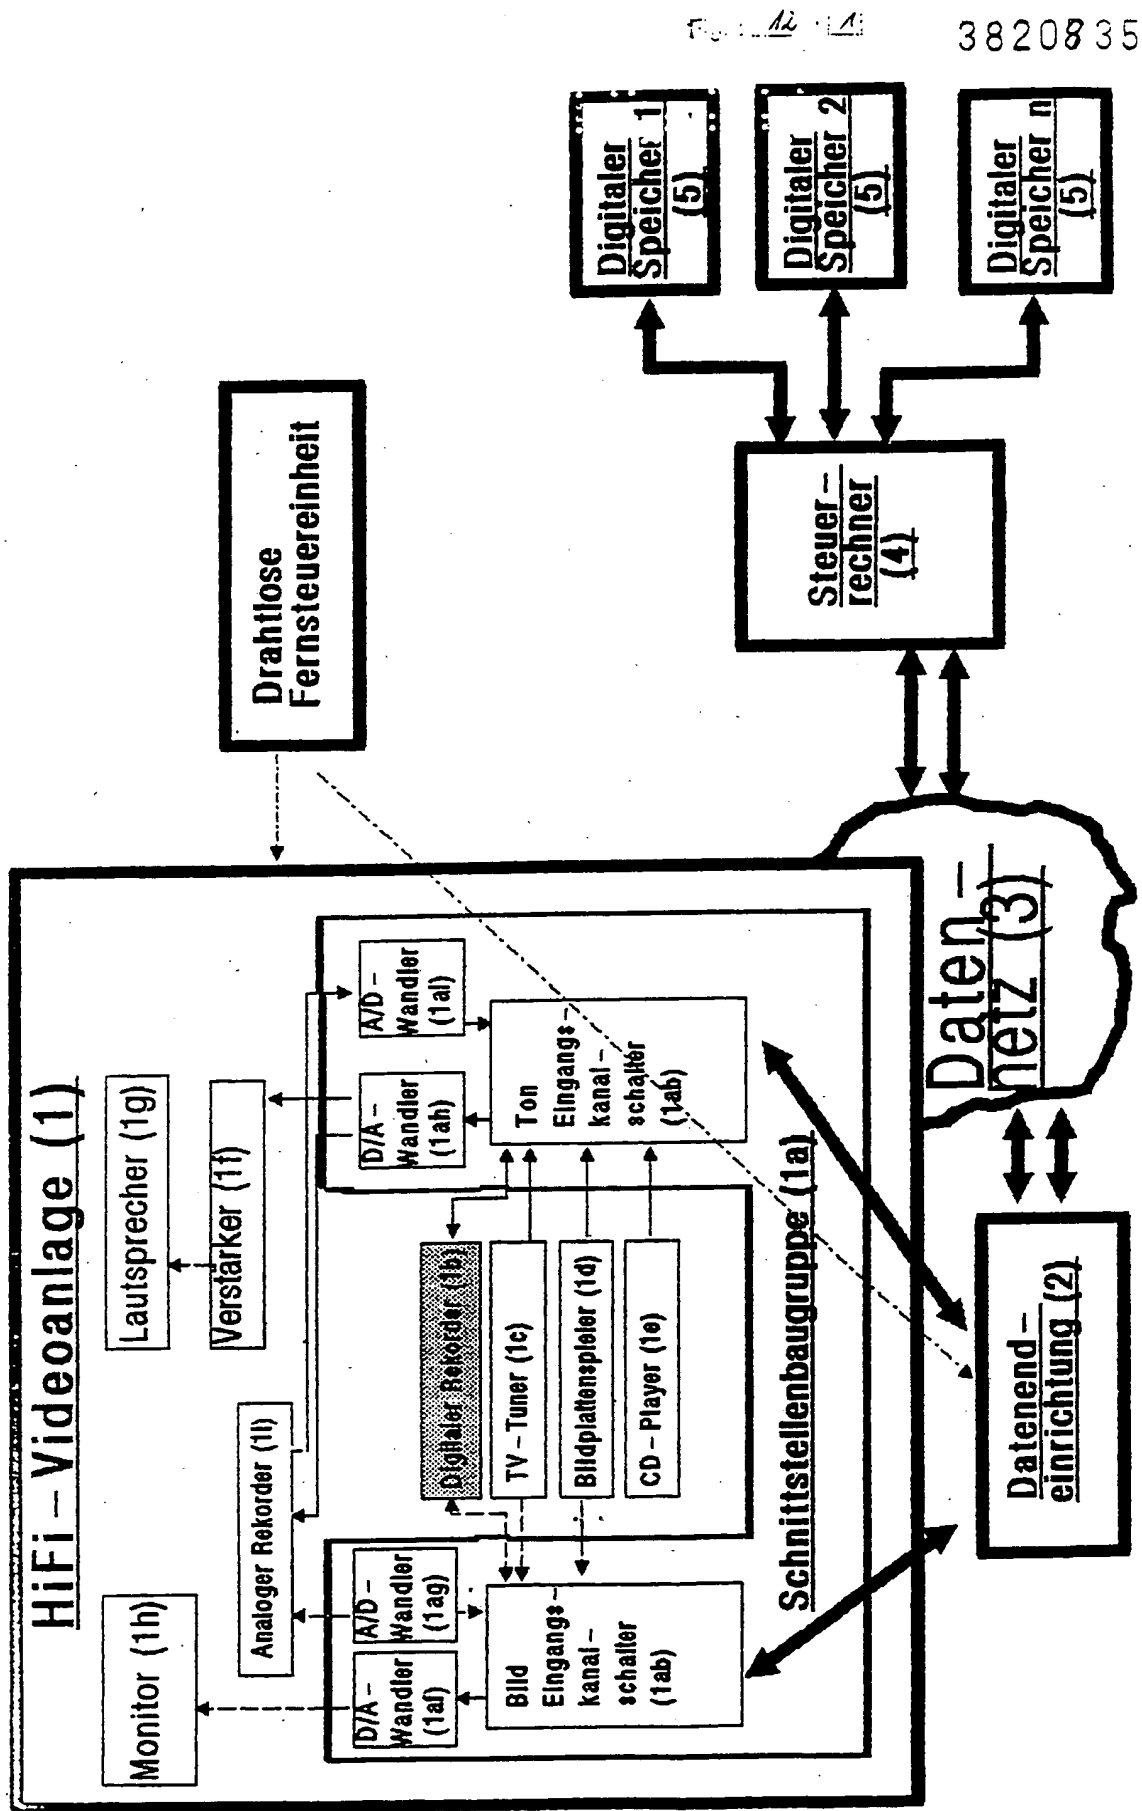 12 1
3820835
HiFi–Videoanlage (1)
Monitor (1h)
Lautsprecher (1g)
Verstärker (1f)
Analoger Rekorder (1i)
D/A–
Wandler
(1af)
A/D–
Wandler
(1ag)
D/A–
Wandler
(1ah)
A/D–
Wandler
(1ai)
Bild
Eingangs–
kanal–
schalter
(1ab)
Digitaler Rekorder (1b)
TV–Tuner (1c)
Bildplattenspieler (1d)
CD–Player (1e)
Ton
Eingangs–
kanal–
schalter
(1ab)
Schnittstellenbaugruppe (1a)
Drahtlose
Fernsteuereinheit
Datenend–
einrichtung (2)
Daten–
netz (3)
Steuer–
rechner
(4)
Digitaler
Speicher 1
(5)
Digitaler
Speicher 2
(5)
Digitaler
Speicher n
(5)